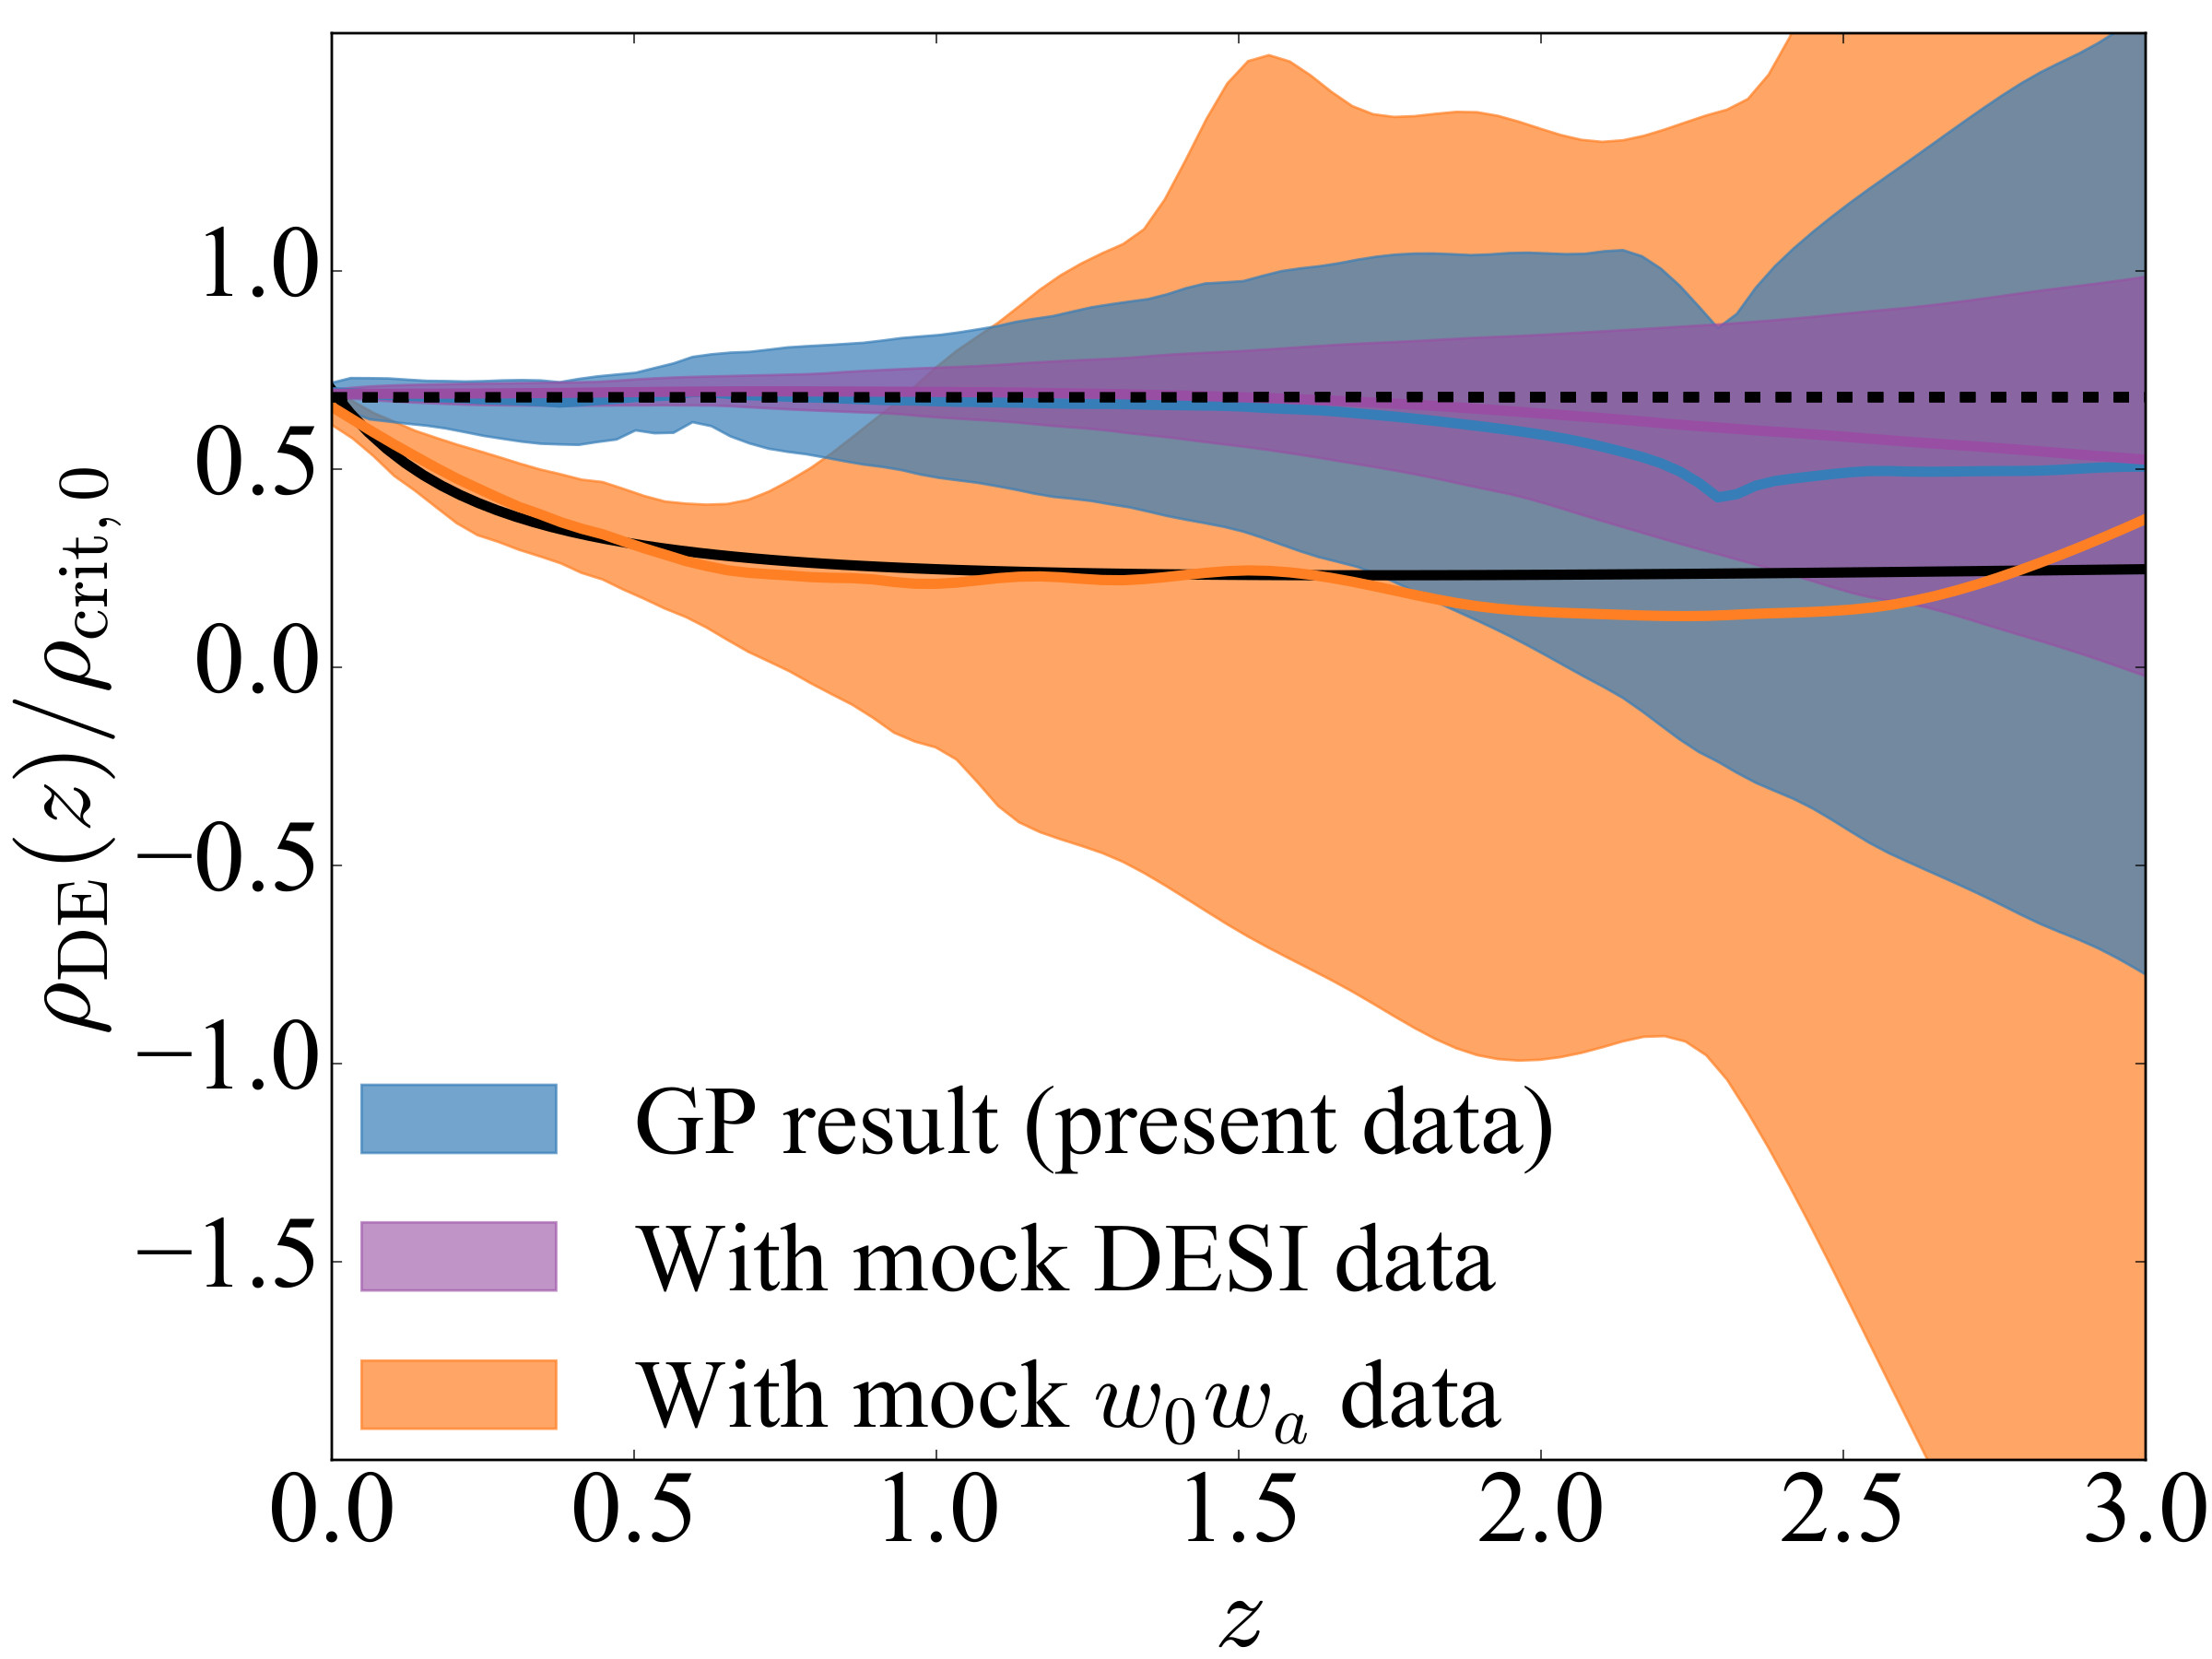 ρDE(z))/ρcrit,0
1.0
0.5
0.0
−0.5
−1.0
−1.5
GP result (present data)
With mock DESI data
With mock w₀wₐ data
0.0 0.5 1.0 1.5 2.0 2.5 3.0
z